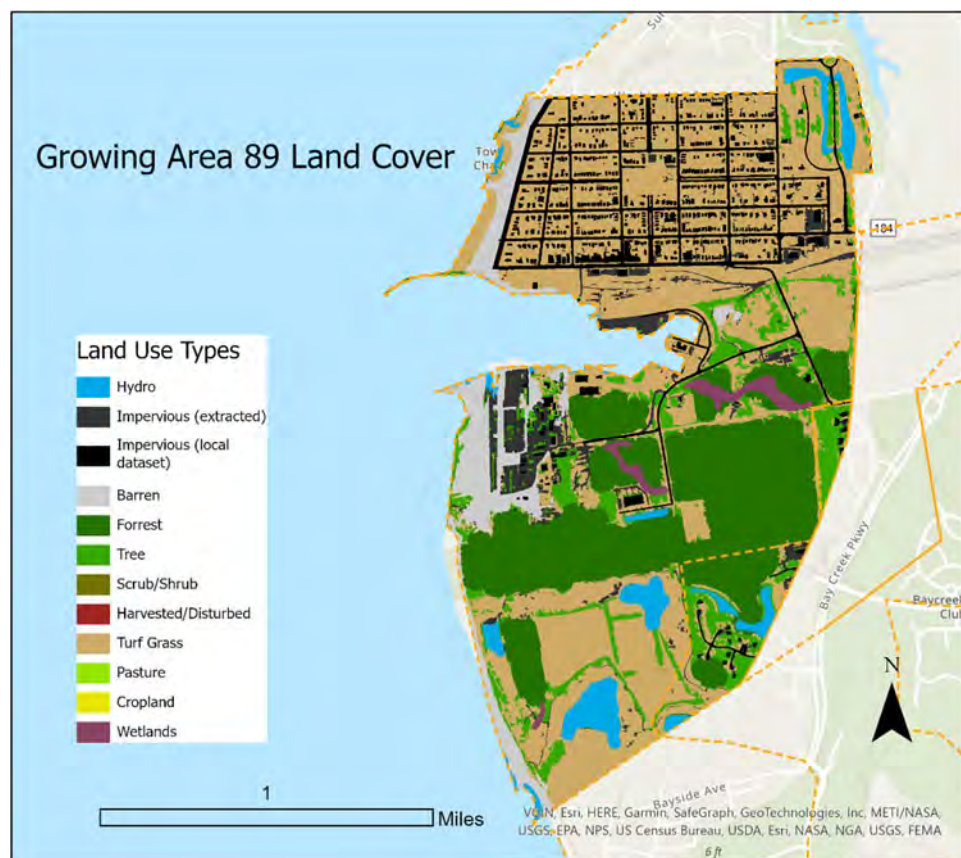 Growing Area 89 Land Cover
184
Land Use Types
Hydro
Impervious (extracted)
Impervious (local
dataset)
Barren
Forrest
Tree
Scrub/Shrub
Harvested/Disturbed
Turf Grass
Pasture
Cropland
Wetlands
Bay Creek Pkwy
Baycreek
Club
N
1
Miles
Bayside Ave
VGIN, Esri, HERE, Garmin, SafeGraph, GeoTechnologies, Inc, METI/NASA,
USGS, EPA, NPS, US Census Bureau, USDA, Esri, NASA, NGA, USGS, FEMA
6 ft